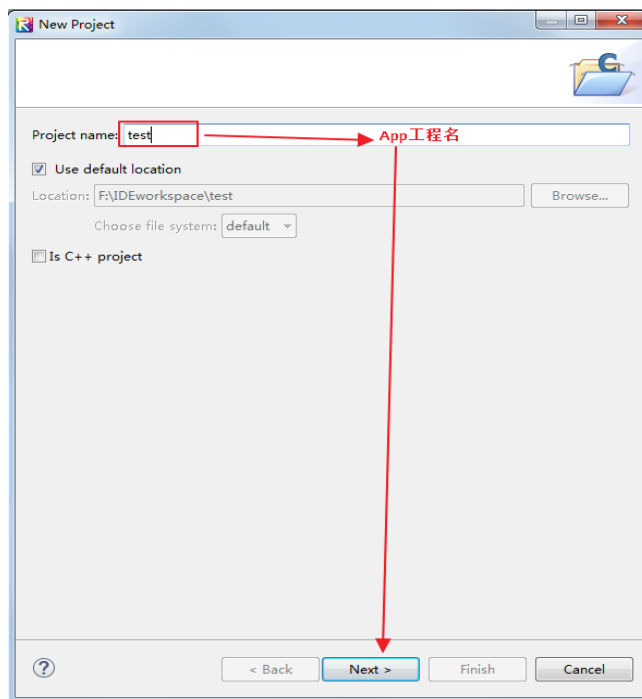 New Project
Project name: test App工程名
Use default location
Location: F:\IDEworkspace\test Browse...
Choose file system: default
Is C++ project
< Back Next > Finish Cancel